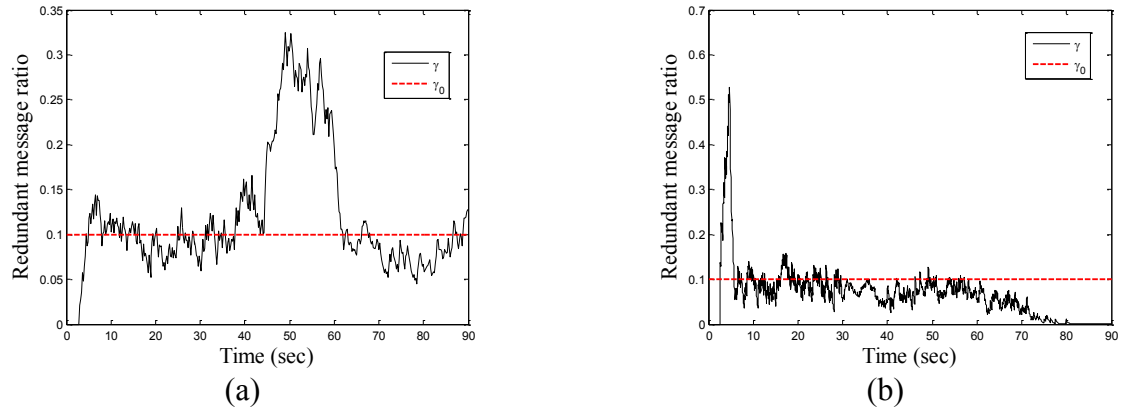 0.35
0.3
0.25
0.2
0.15
0.1
0.05
0
Redundant message ratio
γ
γ0
0 10 20 30 40 50 60 70 80 90
Time (sec)
(a)
0.7
0.6
0.5
0.4
0.3
0.2
0.1
0
Redundant message ratio
γ
γ0
0 10 20 30 40 50 60 70 80 90
Time (sec)
(b)